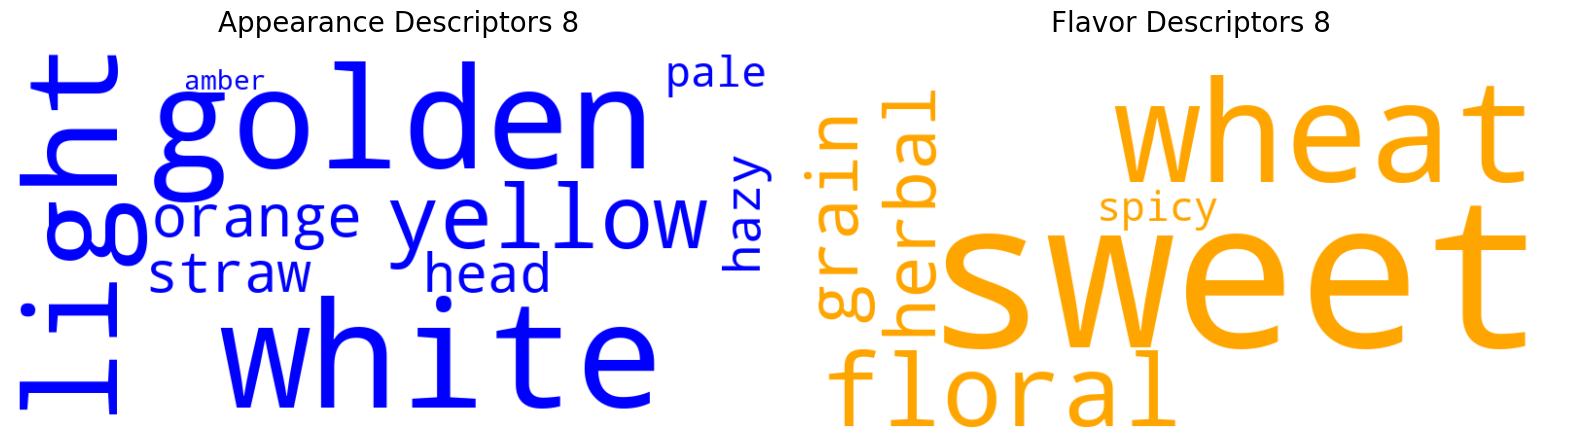 Appearance Descriptors 8
light
amber
golden
pale
orange
yellow
hazy
straw
head
white
Flavor Descriptors 8
grain
herbal
wheat
spicy
sweet
floral